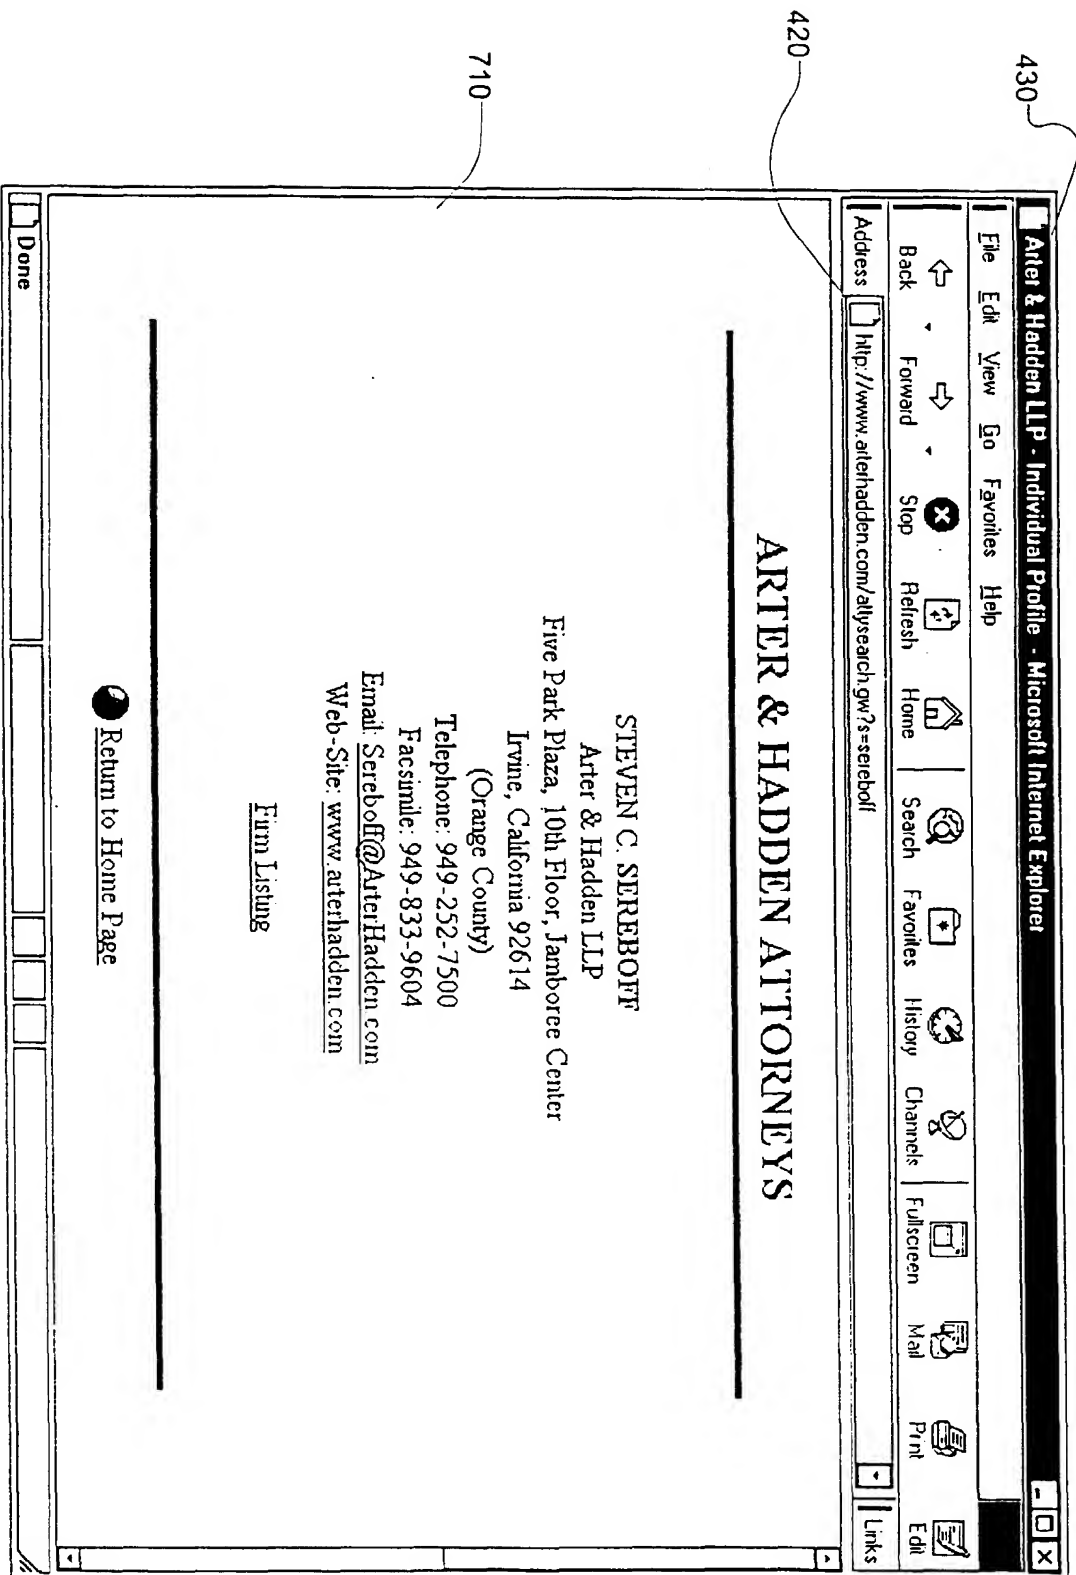 430
420
710
Arter & Hadden LLP - Individual Profile - Microsoft Internet Explorer
File Edit View Go Favorites Help
Back Forward Stop Refresh Home Search Favorites History Channels Fullscreen Mail Print Edit
Address http://www.arterhadden.com/attysearch.gw?s=sereboff Links
ARTER & HADDEN ATTORNEYS
STEVEN C. SEREBOFF
Arter & Hadden LLP
Five Park Plaza, 10th Floor, Jamboree Center
Irvine, California 92614
(Orange County)
Telephone: 949-252-7500
Facsimile: 949-833-9604
Email: Sereboff@ArterHadden.com
Web-Site: www.arterhadden.com
Firm Listing
Return to Home Page
Done